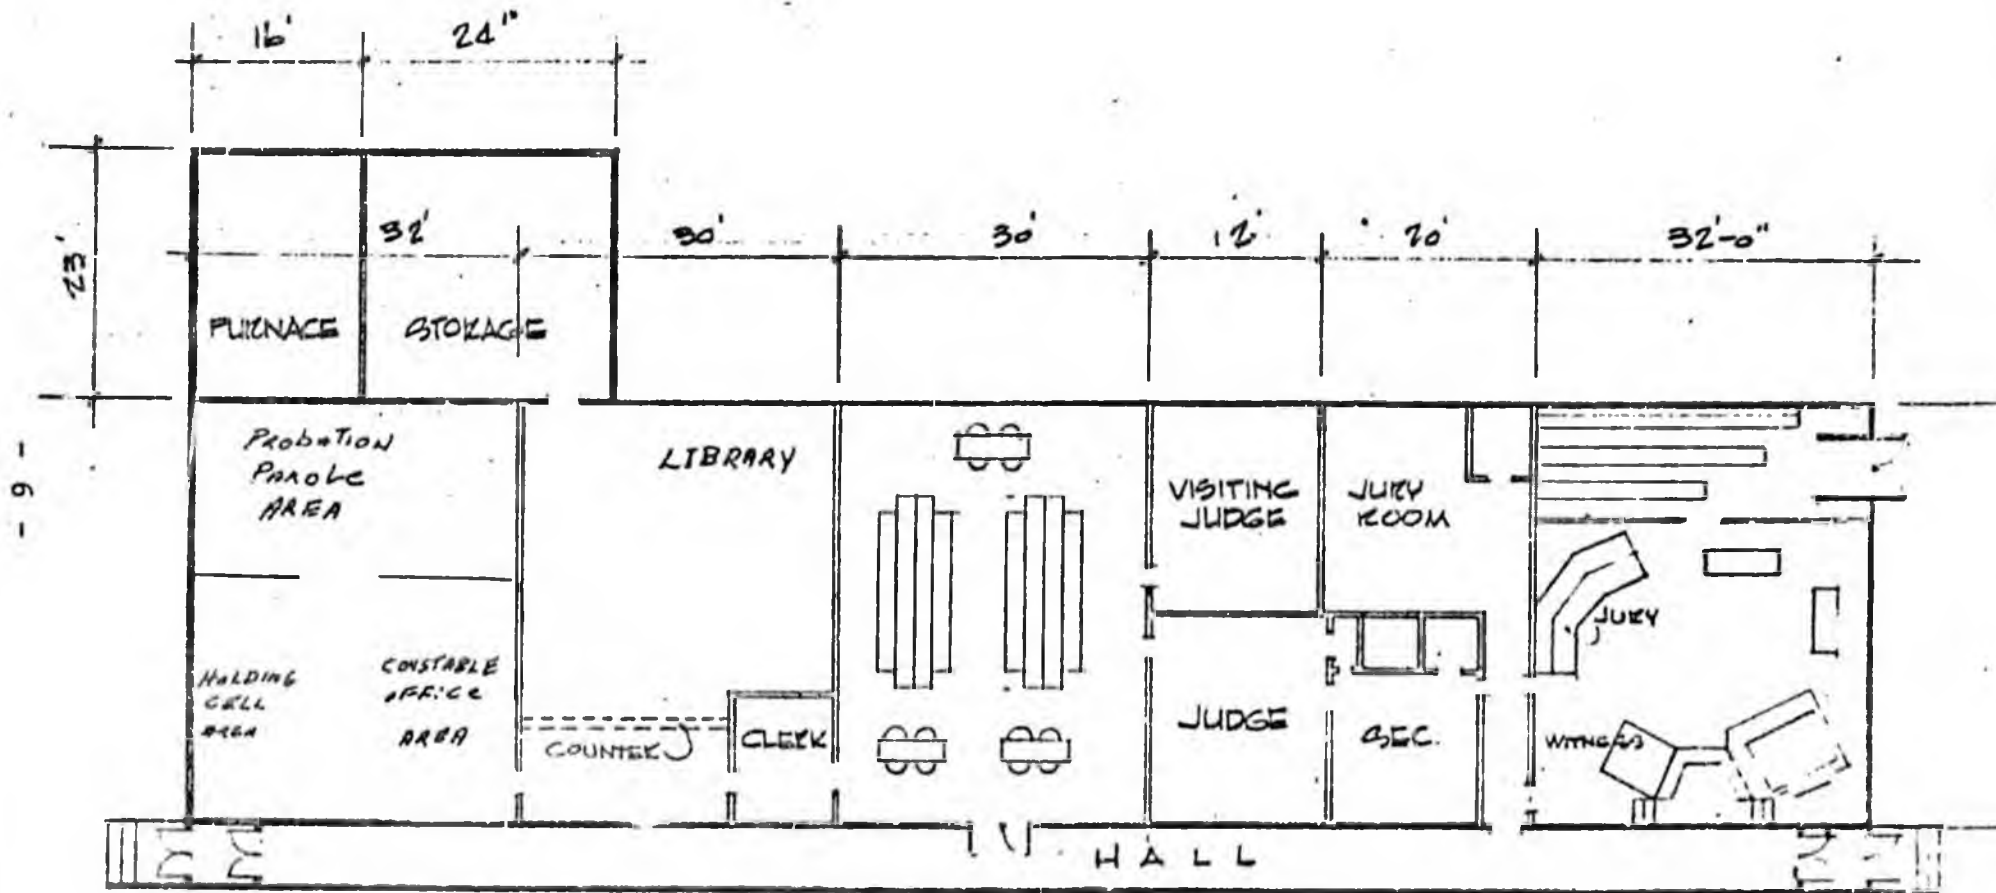 16' 24"
32' 30' 30' 12' 20' 32'-0"
23'
FURNACE STORAGE
PROBATION
PAROLE
AREA
LIBRARY
VISITING
JUDGE
JURY
ROOM
- 9 -
JURY
HOLDING
CELL
AREA
CONSTABLE
OFFICE
AREA
COUNTER
CLERK
JUDGE
SEC.
WITNESS
HALL